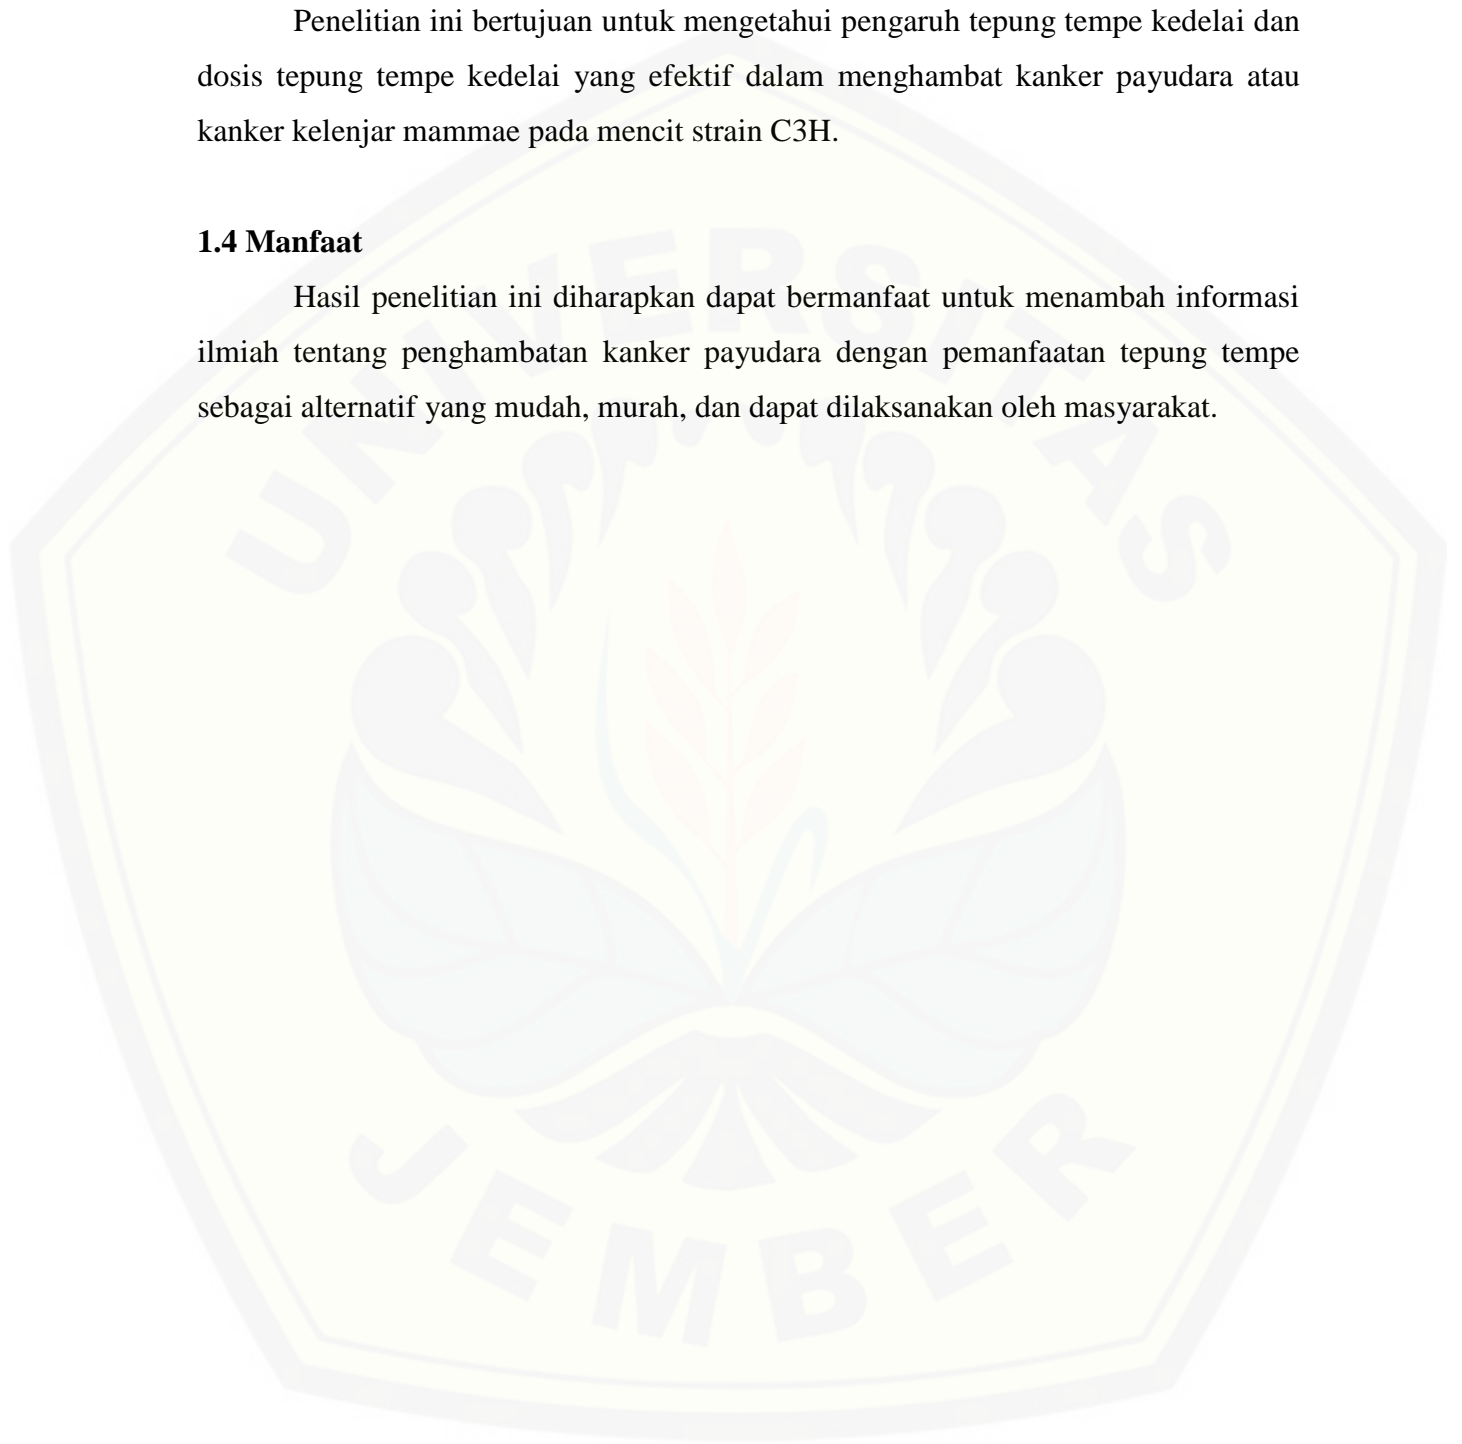 Penelitian ini bertujuan untuk mengetahui pengaruh tepung tempe kedelai dan
dosis tepung tempe kedelai yang efektif dalam menghambat kanker payudara atau
kanker kelenjar mammae pada mencit strain C3H.
1.4 Manfaat
Hasil penelitian ini diharapkan dapat bermanfaat untuk menambah informasi
ilmiah tentang penghambatan kanker payudara dengan pemanfaatan tepung tempe
sebagai alternatif yang mudah, murah, dan dapat dilaksanakan oleh masyarakat.
UNIVERSITAS
JEMBER